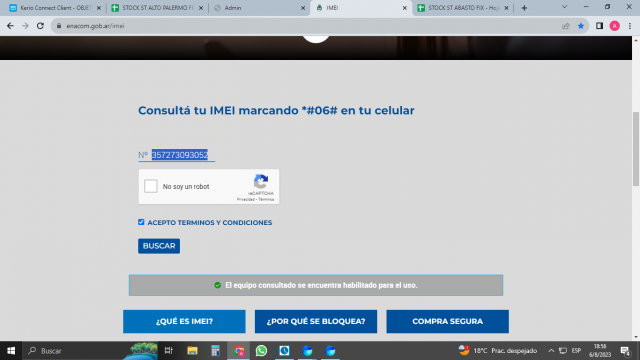 Kerio Connect Client - OBJET
STOCK ST ALTO PALERMO F
Admin
IMEI
STOCK ST ABASTO FIX - Hoja
enacom.gob.ar/imei
A
Consultá tu IMEI marcando *#06# en tu celular
Nº 357273093052
No soy un robot
reCAPTCHA
Privacidad - Términos
ACEPTO TERMINOS Y CONDICIONES
BUSCAR
El equipo consultado se encuentra habilitado para el uso.
¿QUÉ ES IMEI?
¿POR QUÉ SE BLOQUEA?
COMPRA SEGURA
Buscar
18°C Prac. despejado
ESP
18:56
6/8/2023